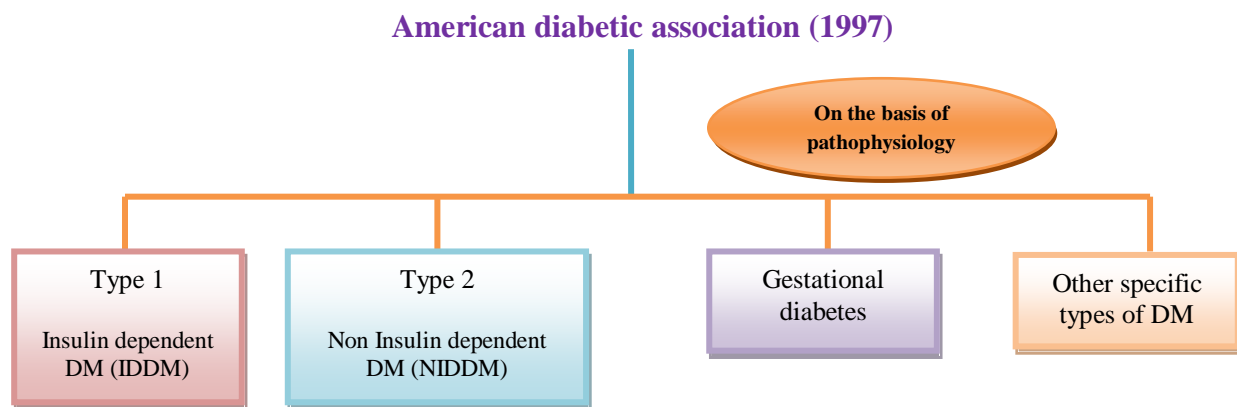 American diabetic association (1997)
On the basis of
pathophysiology
Type 1
Insulin dependent
DM (IDDM)
Type 2
Non Insulin dependent
DM (NIDDM)
Gestational
diabetes
Other specific
types of DM